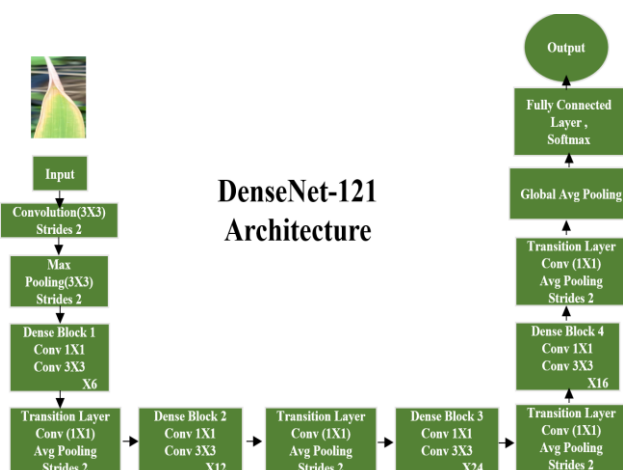 DenseNet-121
Architecture
Input
Convolution(3X3)
Strides 2
Max
Pooling(3X3)
Strides 2
Dense Block 1
Conv 1X1
Conv 3X3
X6
Transition Layer
Conv (1X1)
Avg Pooling
Strides 2
Dense Block 2
Conv 1X1
Conv 3X3
X12
Transition Layer
Conv (1X1)
Avg Pooling
Strides 2
Dense Block 3
Conv 1X1
Conv 3X3
X24
Transition Layer
Conv (1X1)
Avg Pooling
Strides 2
Dense Block 4
Conv 1X1
Conv 3X3
X16
Transition Layer
Conv (1X1)
Avg Pooling
Strides 2
Global Avg Pooling
Fully Connected
Layer ,
Softmax
Output